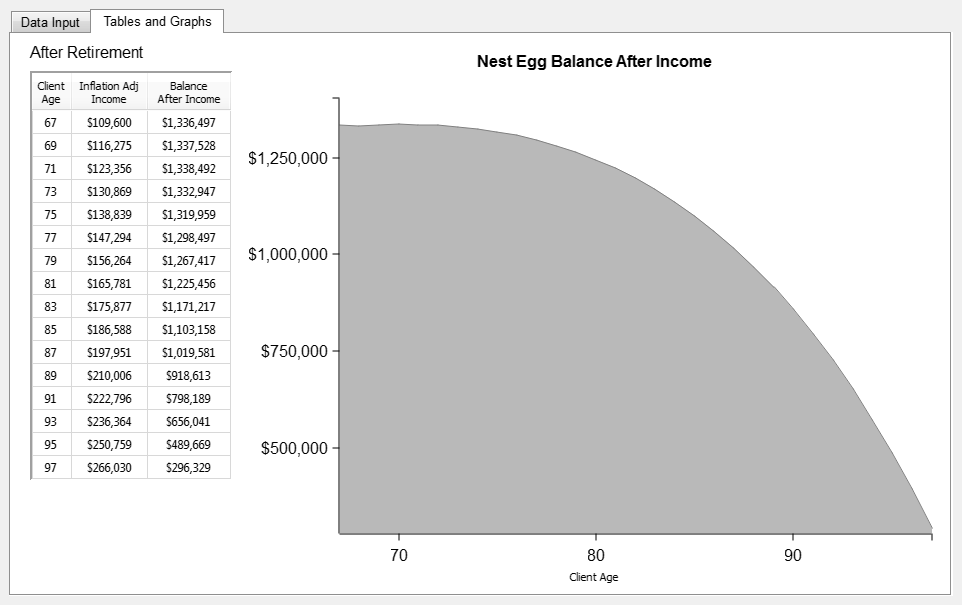 Data Input Tables and Graphs
After Retirement
Nest Egg Balance After Income
Client Inflation Adj Balance
Age Income After Income
67 $109,600 $1,336,497
69 $116,275 $1,337,528
71 $123,356 $1,338,492
73 $130,869 $1,332,947
75 $138,839 $1,319,959
77 $147,294 $1,298,497
79 $156,264 $1,267,417
81 $165,781 $1,225,456
83 $175,877 $1,171,217
85 $186,588 $1,103,158
87 $197,951 $1,019,581
89 $210,006 $918,613
91 $222,796 $798,189
93 $236,364 $656,041
95 $250,759 $489,669
97 $266,030 $296,329
$1,250,000
$1,000,000
$750,000
$500,000
70 80 90
Client Age